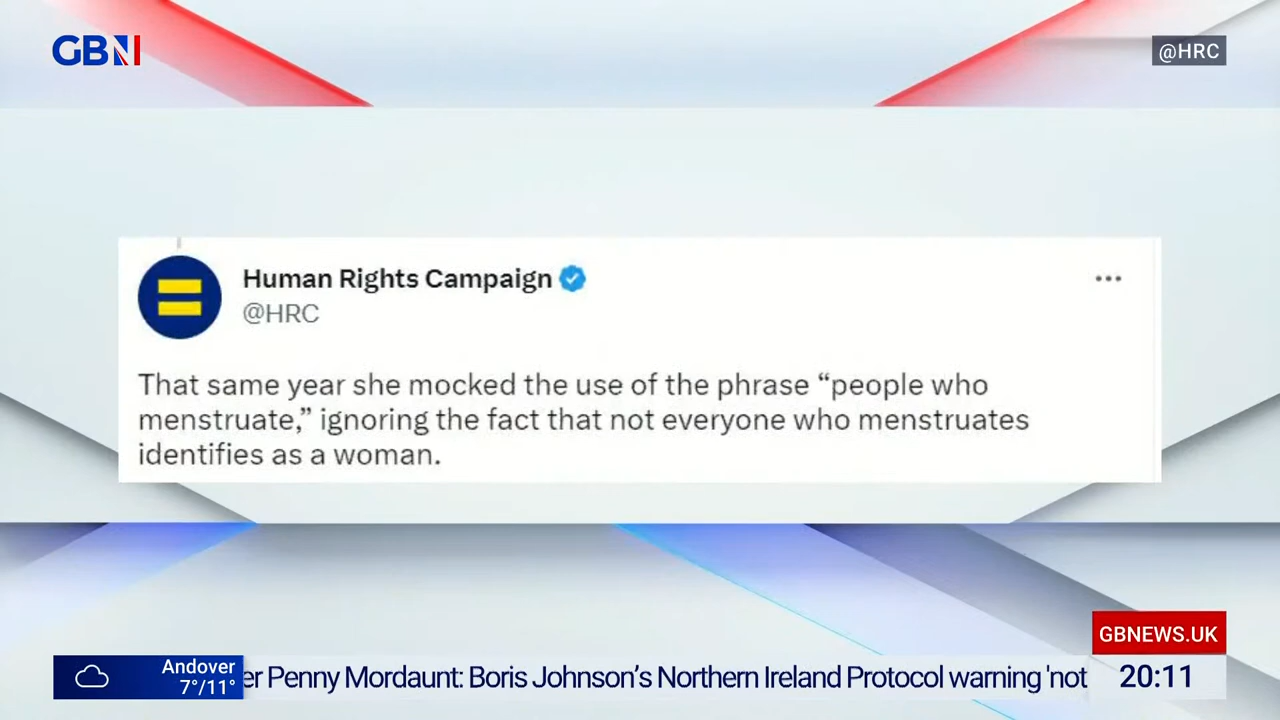 GBN
@HRC
Human Rights Campaign
@HRC
That same year she mocked the use of the phrase “people who
menstruate,” ignoring the fact that not everyone who menstruates
identifies as a woman.
GBNEWS.UK
Andover
7°/11°
er Penny Mordaunt: Boris Johnson’s Northern Ireland Protocol warning 'not
20:11